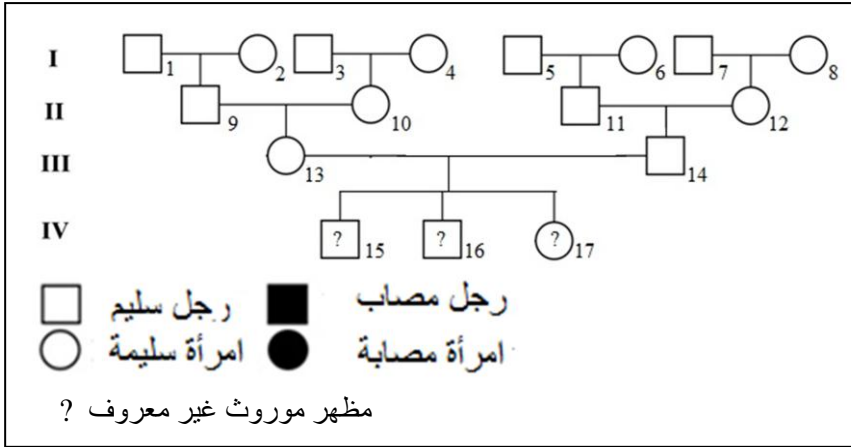 I 1 2 3 4 5 6 7 8
II 9 10 11 12
III 13 14
IV ? 15 ? 16 ? 17
رجل سليم رجل مصاب
امرأة سليمة امرأة مصابة
مظهر موروث غير معروف ?